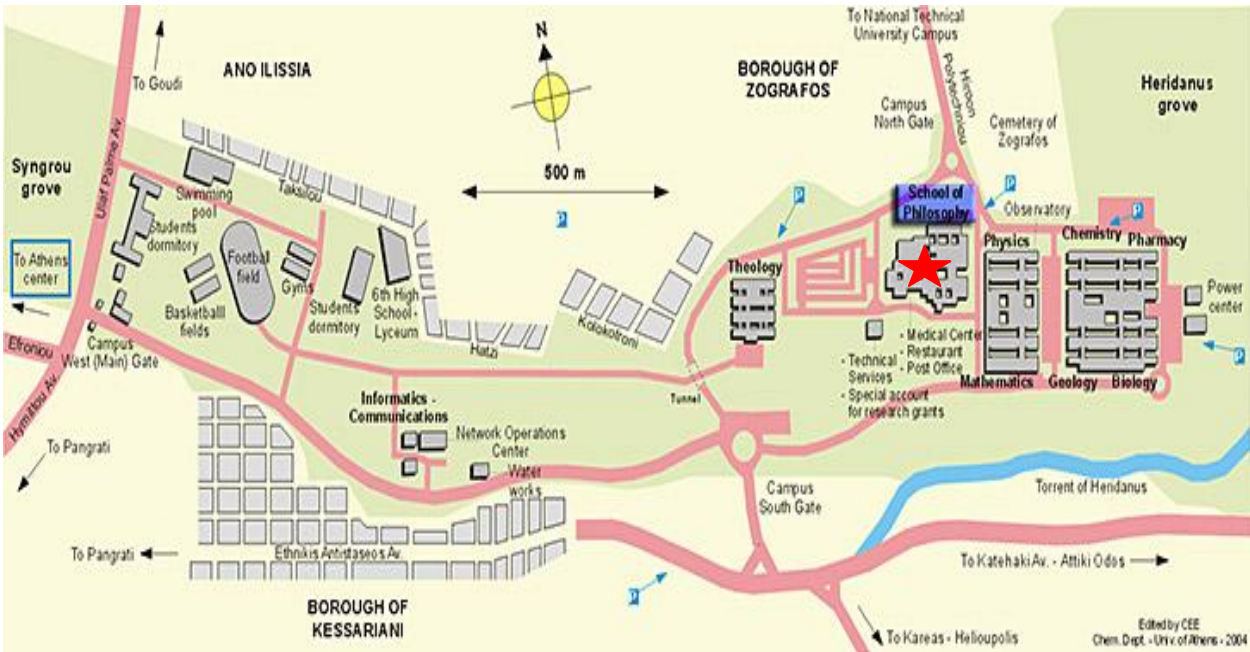 To National Technical
University Campus
N
ANO ILISSIA
BOROUGH OF
ZOGRAFOS
Heridanus
grove
To Goudi
Hiroon
Polytechniou
Campus
North Gate
Cemetery of
Zografos
Syngrou
grove
Ullaf Palme Av.
500 m
Swimming
pool
Taksilou
P
P
P
P
School of
Philosophy
Observatory
Students
dormitory
Physics
Chemistry
Pharmacy
To Athens
center
Football
field
Gyms
Theology
Power
center
Basketball
fields
Students
dormitory
6th High
School -
Lyceum
Kolokotroni
Hatzi
Efroniou
Campus
West (Main) Gate
- Medical Center
- Restaurant
- Post Office
- Technical
Services
- Special account
for research grants
P
Tunnel
Mathematics
Geology
Biology
Hymittou Av.
Informatics -
Communications
Network Operations
Center
Water
works
To Pangrati
Campus
South Gate
Torrent of Heridanus
To Pangrati
Ethnikis Antistaseos Av.
To Katehaki Av. - Attiki Odos
P
BOROUGH OF
KESSARIANI
To Kareas - Helioupolis
Edited by CEE
Chem. Dept. - Univ. of Athens - 2004